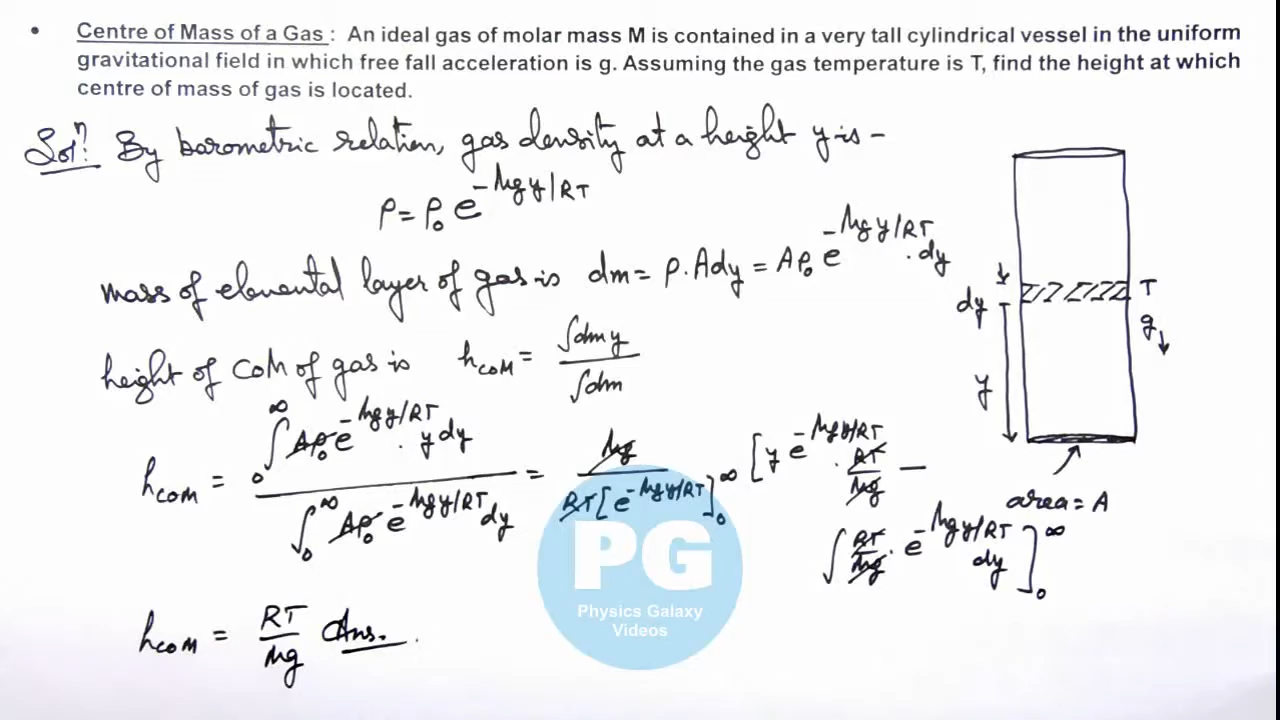 • Centre of Mass of a Gas : An ideal gas of molar mass M is contained in a very tall cylindrical vessel in the uniform
gravitational field in which free fall acceleration is g. Assuming the gas temperature is T, find the height at which
centre of mass of gas is located.
Solⁿ. By barometric relation, gas density at a height y is –
ρ = ρ₀ e^(-Mgy/RT)
mass of elemental layer of gas is dm = ρ.Ady = Aρ₀ e^(-Mgy/RT) . dy
height of COM of gas is h_COM = ∫dm y / ∫dm
h_COM = ∫₀^∞ Aρ₀ e^(-Mgy/RT) . y dy / ∫₀^∞ Aρ₀ e^(-Mgy/RT) dy = Mg / RT [e^(-Mgy/RT)]₀^∞ [y e^(-Mgy/RT) . RT/Mg –
∫ RT/Mg . e^(-Mgy/RT) dy]₀^∞
h_COM = RT/Mg Ans.
dy
T
g
y
area = A
PG
Physics Galaxy
Videos